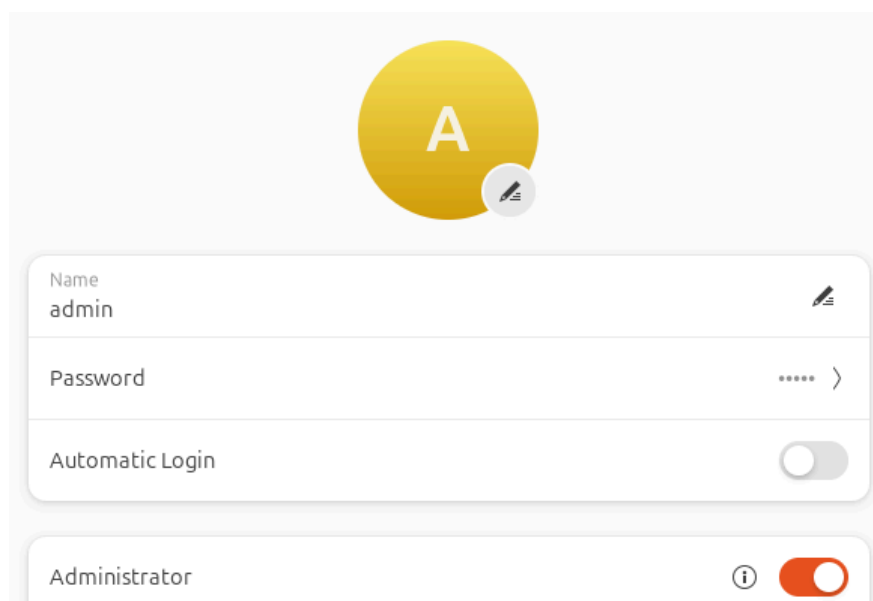 A
Name
admin
Password
•••••
Automatic Login
Administrator